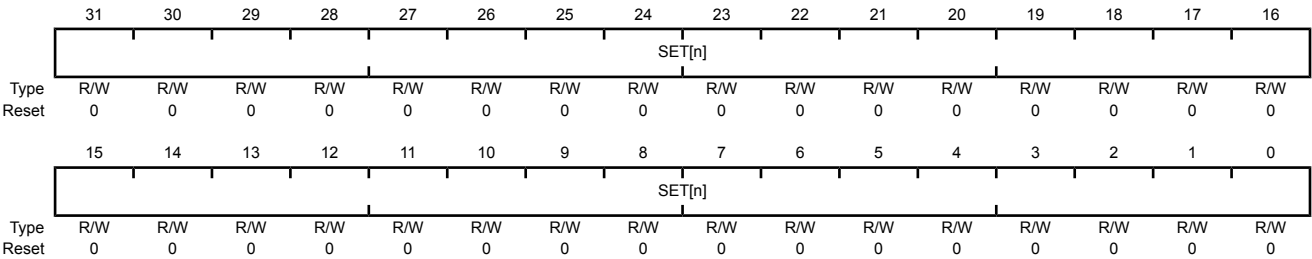 31 30 29 28 27 26 25 24 23 22 21 20 19 18 17 16
SET[n]
Type R/W R/W R/W R/W R/W R/W R/W R/W R/W R/W R/W R/W R/W R/W R/W R/W
Reset 0 0 0 0 0 0 0 0 0 0 0 0 0 0 0 0
15 14 13 12 11 10 9 8 7 6 5 4 3 2 1 0
SET[n]
Type R/W R/W R/W R/W R/W R/W R/W R/W R/W R/W R/W R/W R/W R/W R/W R/W
Reset 0 0 0 0 0 0 0 0 0 0 0 0 0 0 0 0